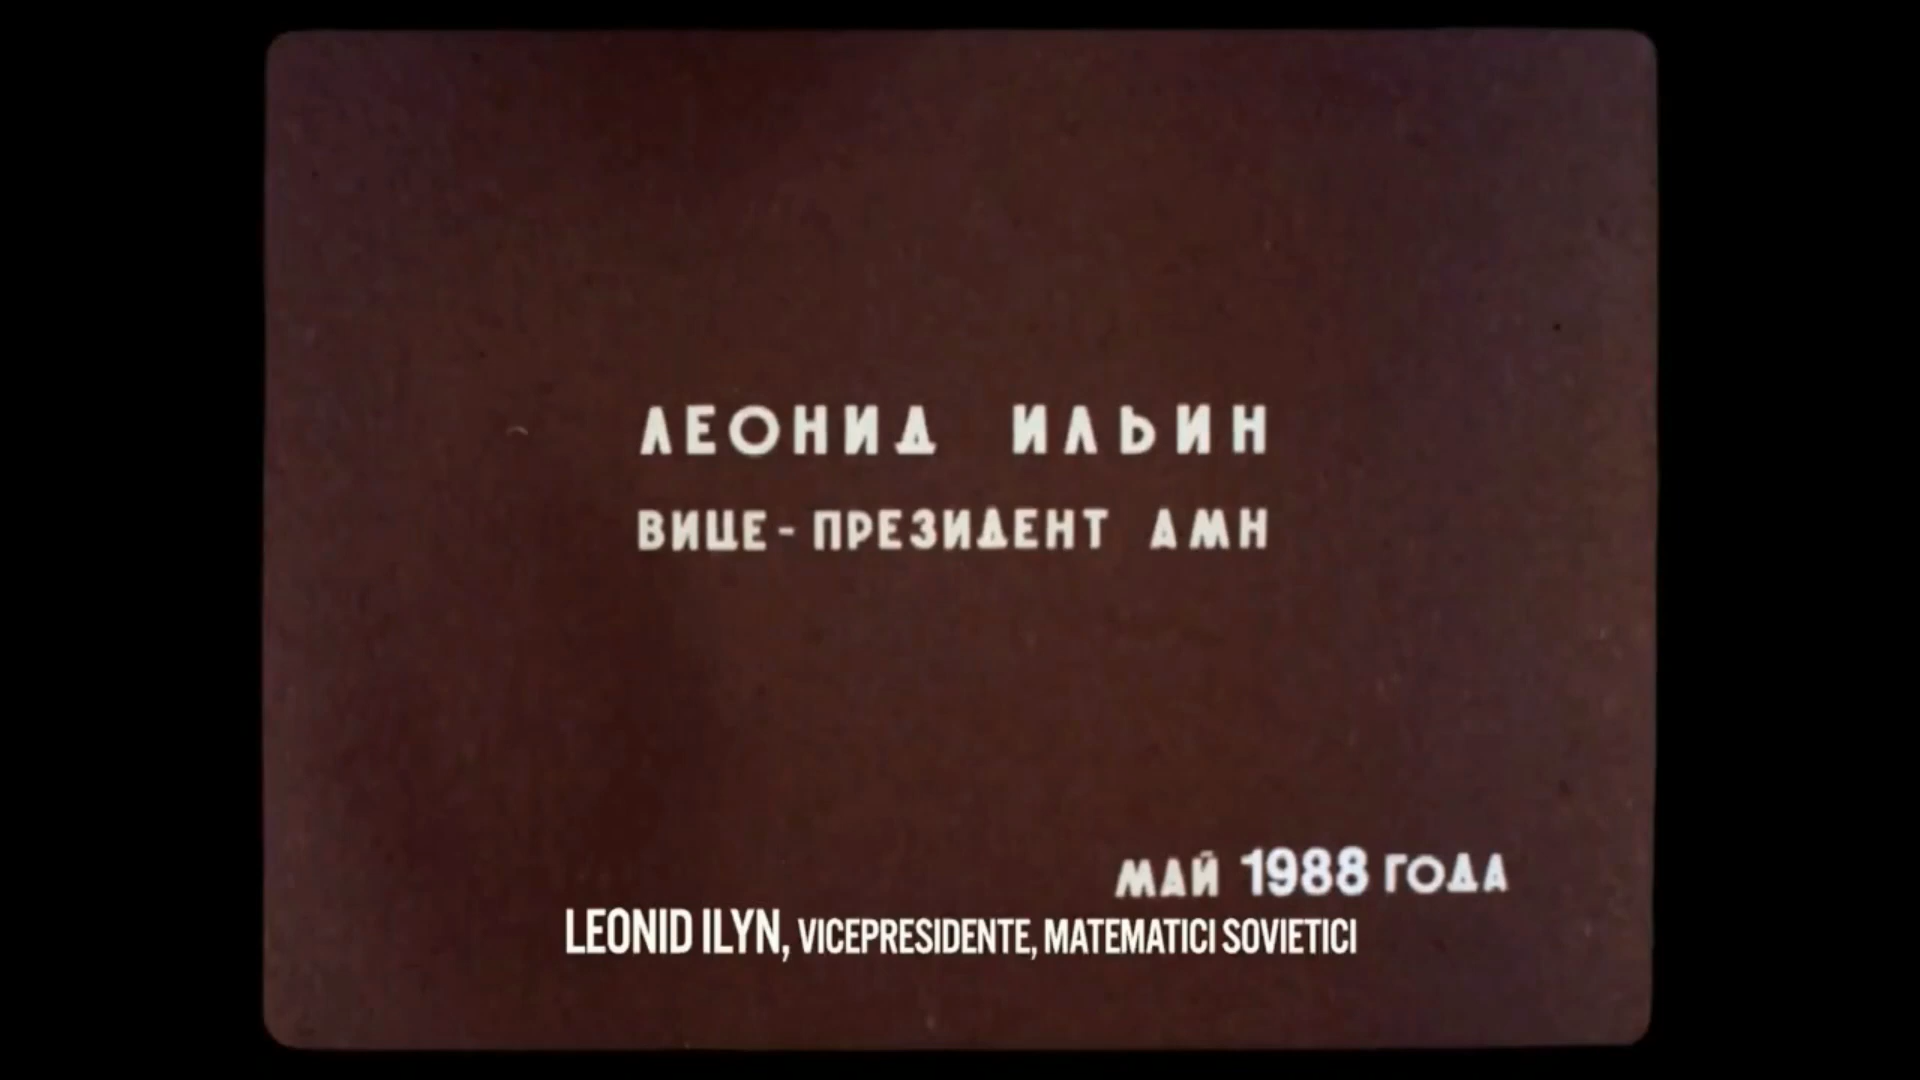 ЛЕОНИД ИЛЬИН
ВИЦЕ-ПРЕЗИДЕНТ АМН
МАЙ 1988 ГОДА
LEONID ILYN, VICEPRESIDENTE, MATEMATICI SOVIETICI